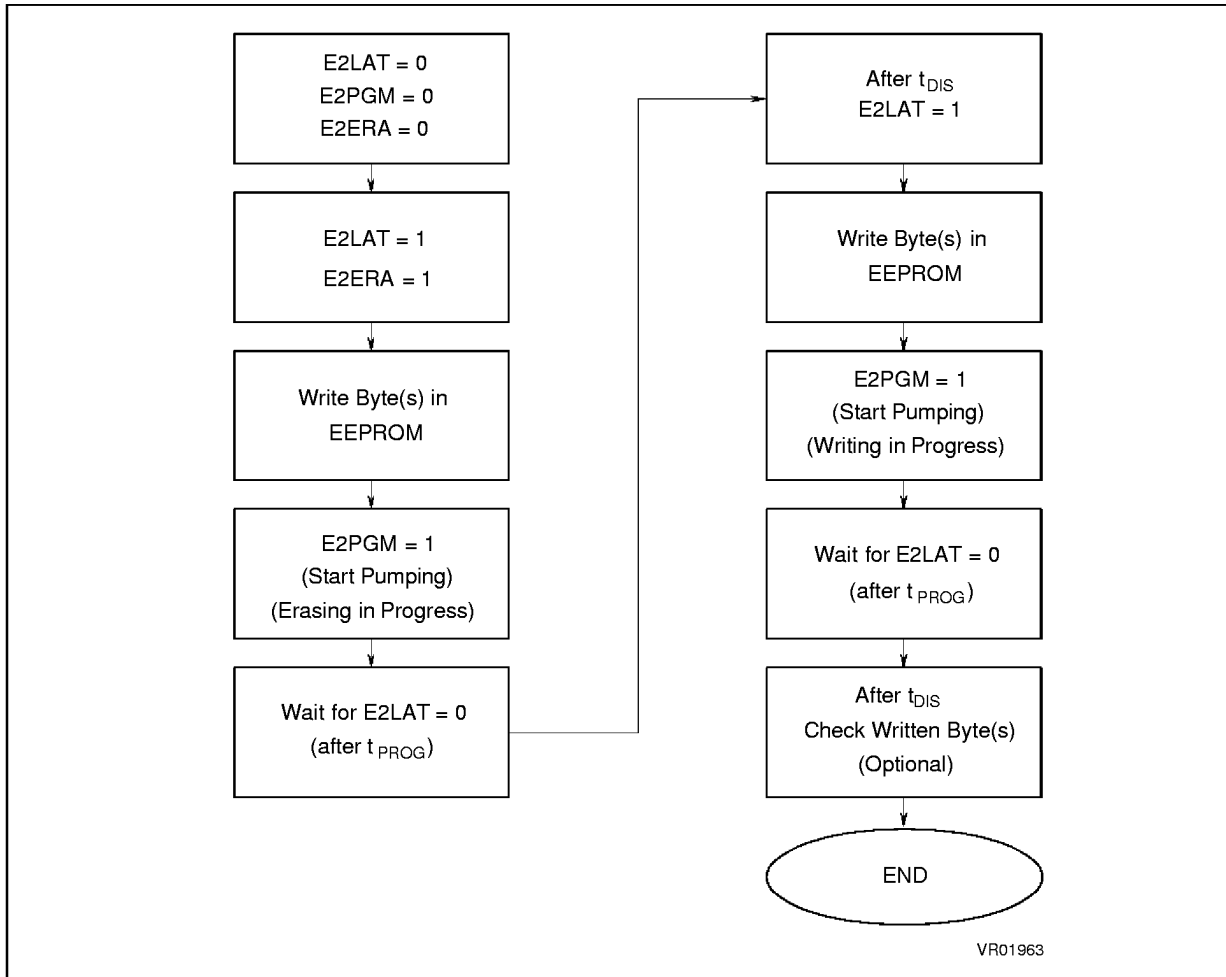 E2LAT = 0
E2PGM = 0
E2ERA = 0
E2LAT = 1
E2ERA = 1
Write Byte(s) in
EEPROM
E2PGM = 1
(Start Pumping)
(Erasing in Progress)
Wait for E2LAT = 0
(after tPROG)
After tDIS
E2LAT = 1
Write Byte(s) in
EEPROM
E2PGM = 1
(Start Pumping)
(Writing in Progress)
Wait for E2LAT = 0
(after tPROG)
After tDIS
Check Written Byte(s)
(Optional)
END
VR01963